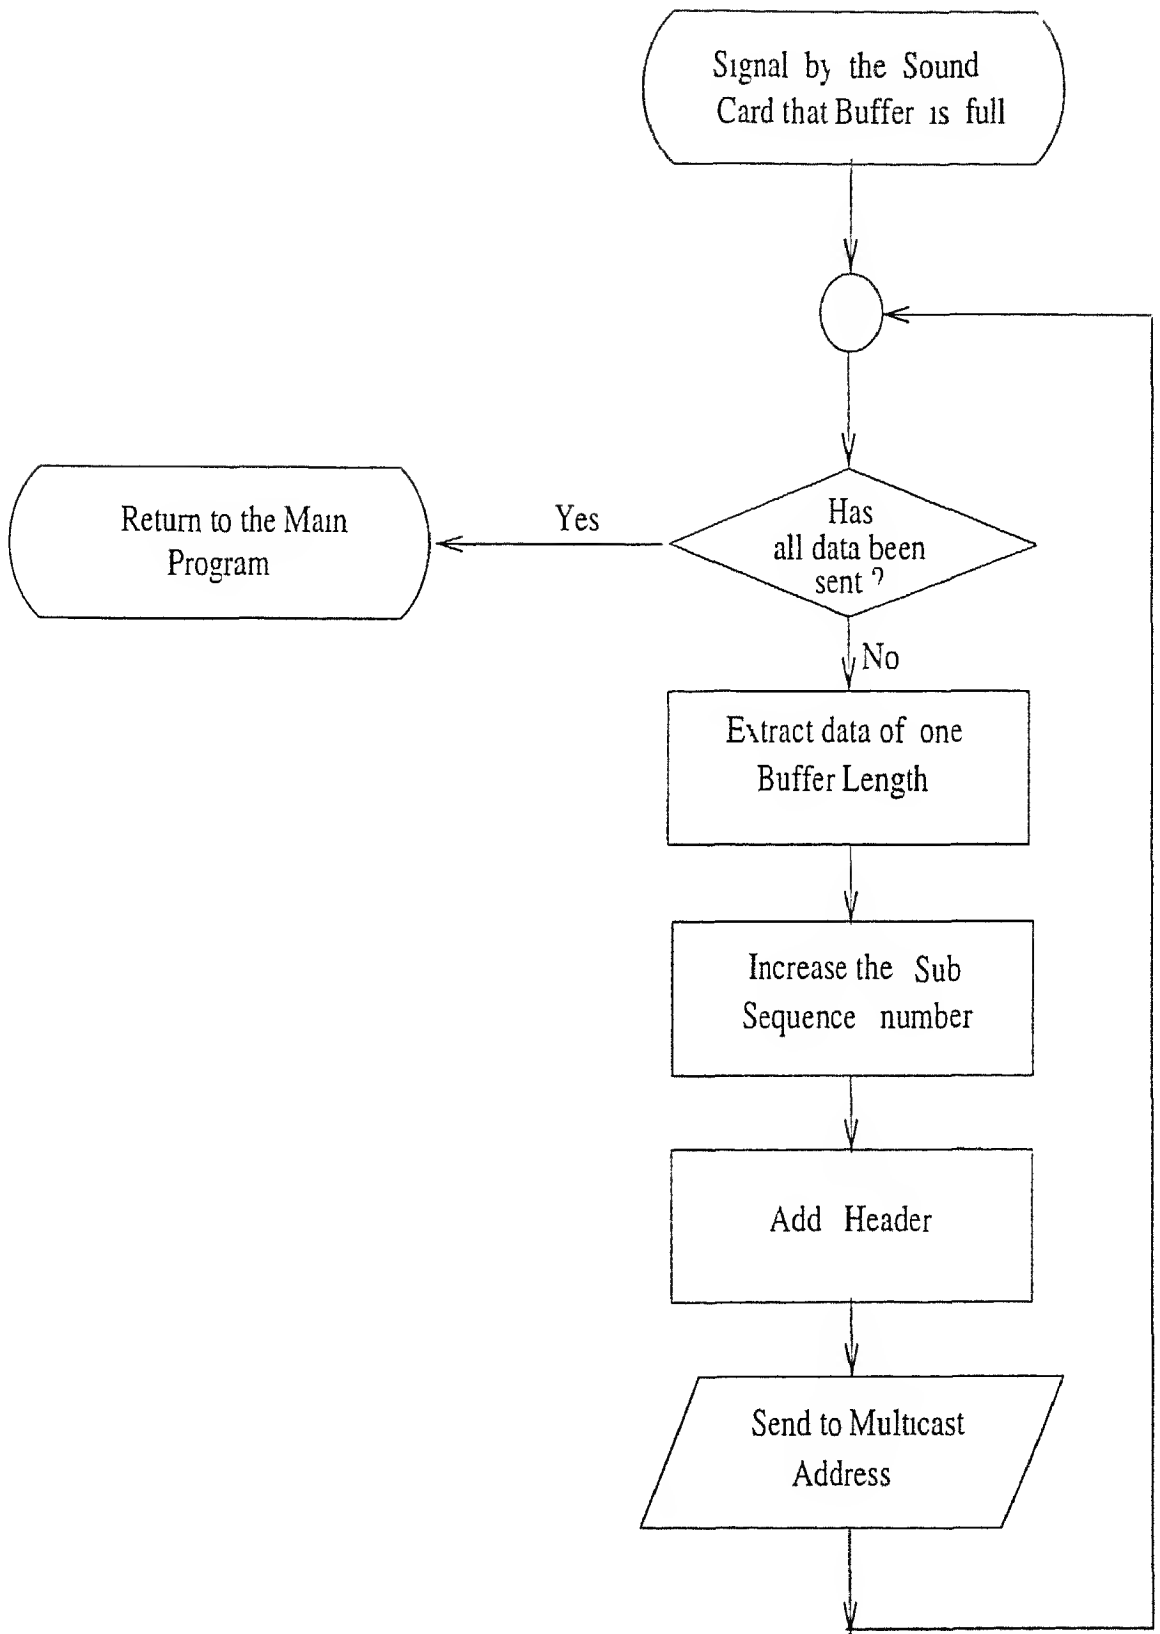 Signal by the Sound
Card that Buffer is full
Has
all data been
sent ?
Yes
Return to the Main
Program
No
Extract data of one
Buffer Length
Increase the Sub
Sequence number
Add Header
Send to Multicast
Address